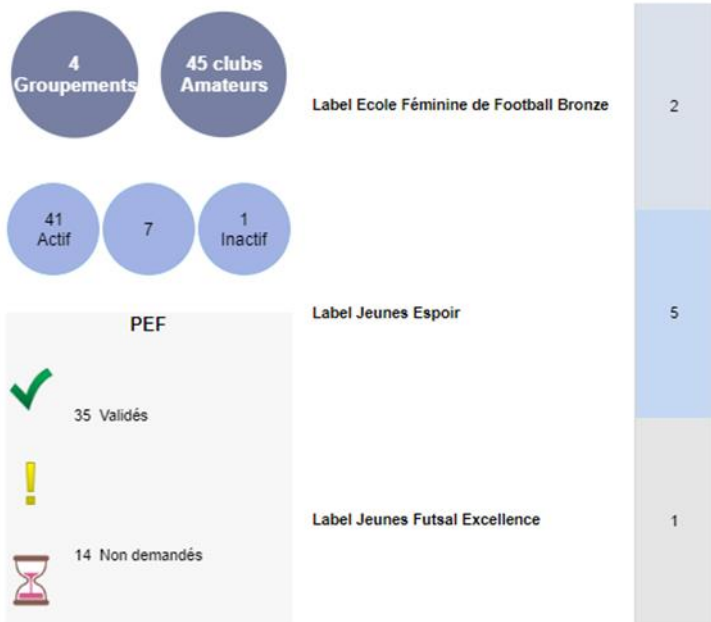 4
Groupements
45 clubs
Amateurs
41
Actif
7
1
Inactif
PEF
35 Validés
14 Non demandés
Label Ecole Féminine de Football Bronze
2
Label Jeunes Espoir
5
Label Jeunes Futsal Excellence
1